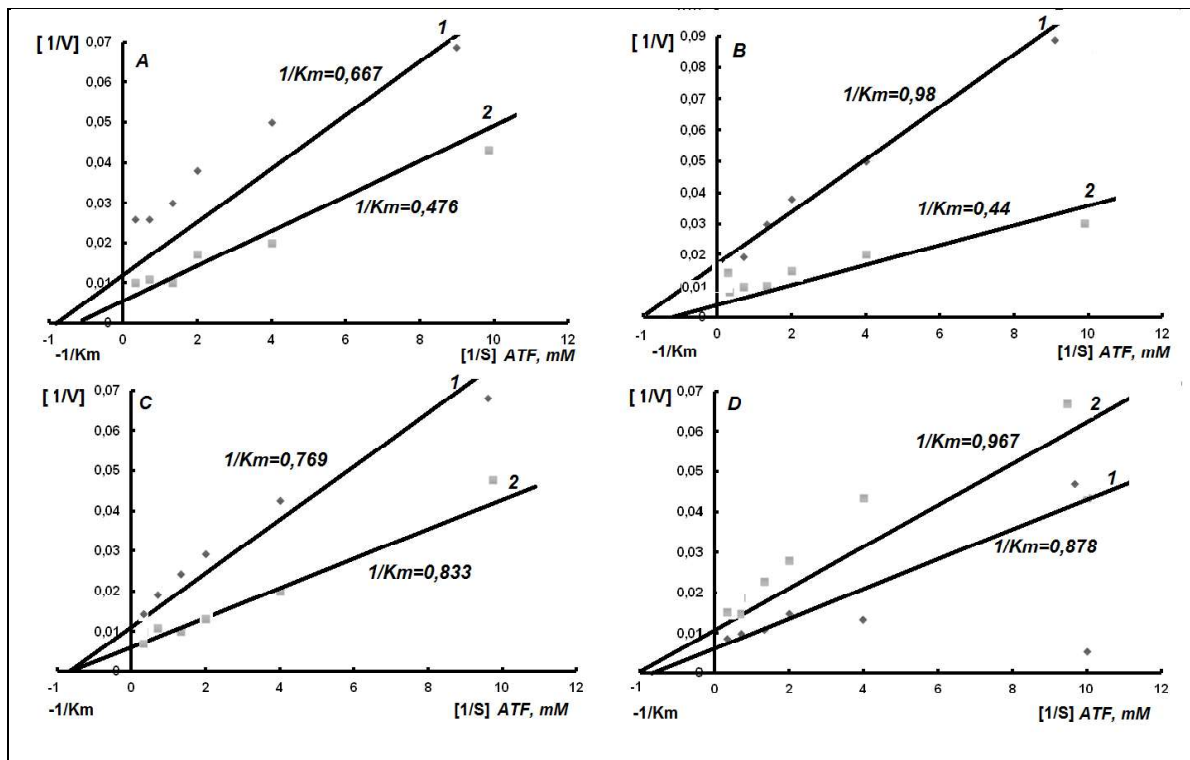 [ 1/V]
A
0,07
0,06
0,05
0,04
0,03
0,02
0,01
0
1
1/Km=0,667
2
1/Km=0,476
-1 0 2 4 6 8 10 12
-1/Km
[1/S] ATF, mM
[ 1/V]
B
0,09
0,08
0,07
0,06
0,05
0,04
0,03
0,02
0,01
0
1
1/Km=0,98
2
1/Km=0,44
-1 0 2 4 6 8 10 12
-1/Km
[1/S] ATF, mM
[ 1/V]
C
0,07
0,06
0,05
0,04
0,03
0,02
0,01
0
1
1/Km=0,769
2
1/Km=0,833
-1 0 2 4 6 8 10 12
-1/Km
[1/S] ATF, mM
[ 1/V]
D
0,07
0,06
0,05
0,04
0,03
0,02
0,01
0
2
1/Km=0,967
1
1/Km=0,878
-1 0 2 4 6 8 10 12
-1/Km
[1/S] ATF, mM